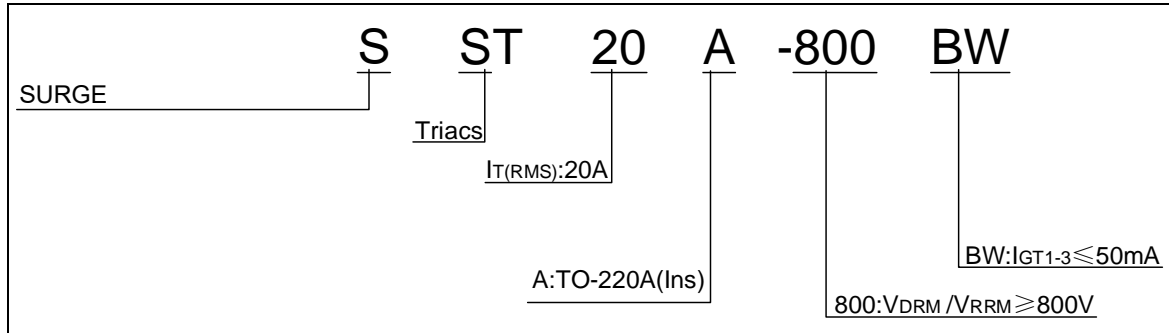 S ST 20 A -800 BW
SURGE
Triacs
IT(RMS):20A
BW:IGT1-3≤50mA
A:TO-220A(Ins)
800:VDRM /VRRM≥800V